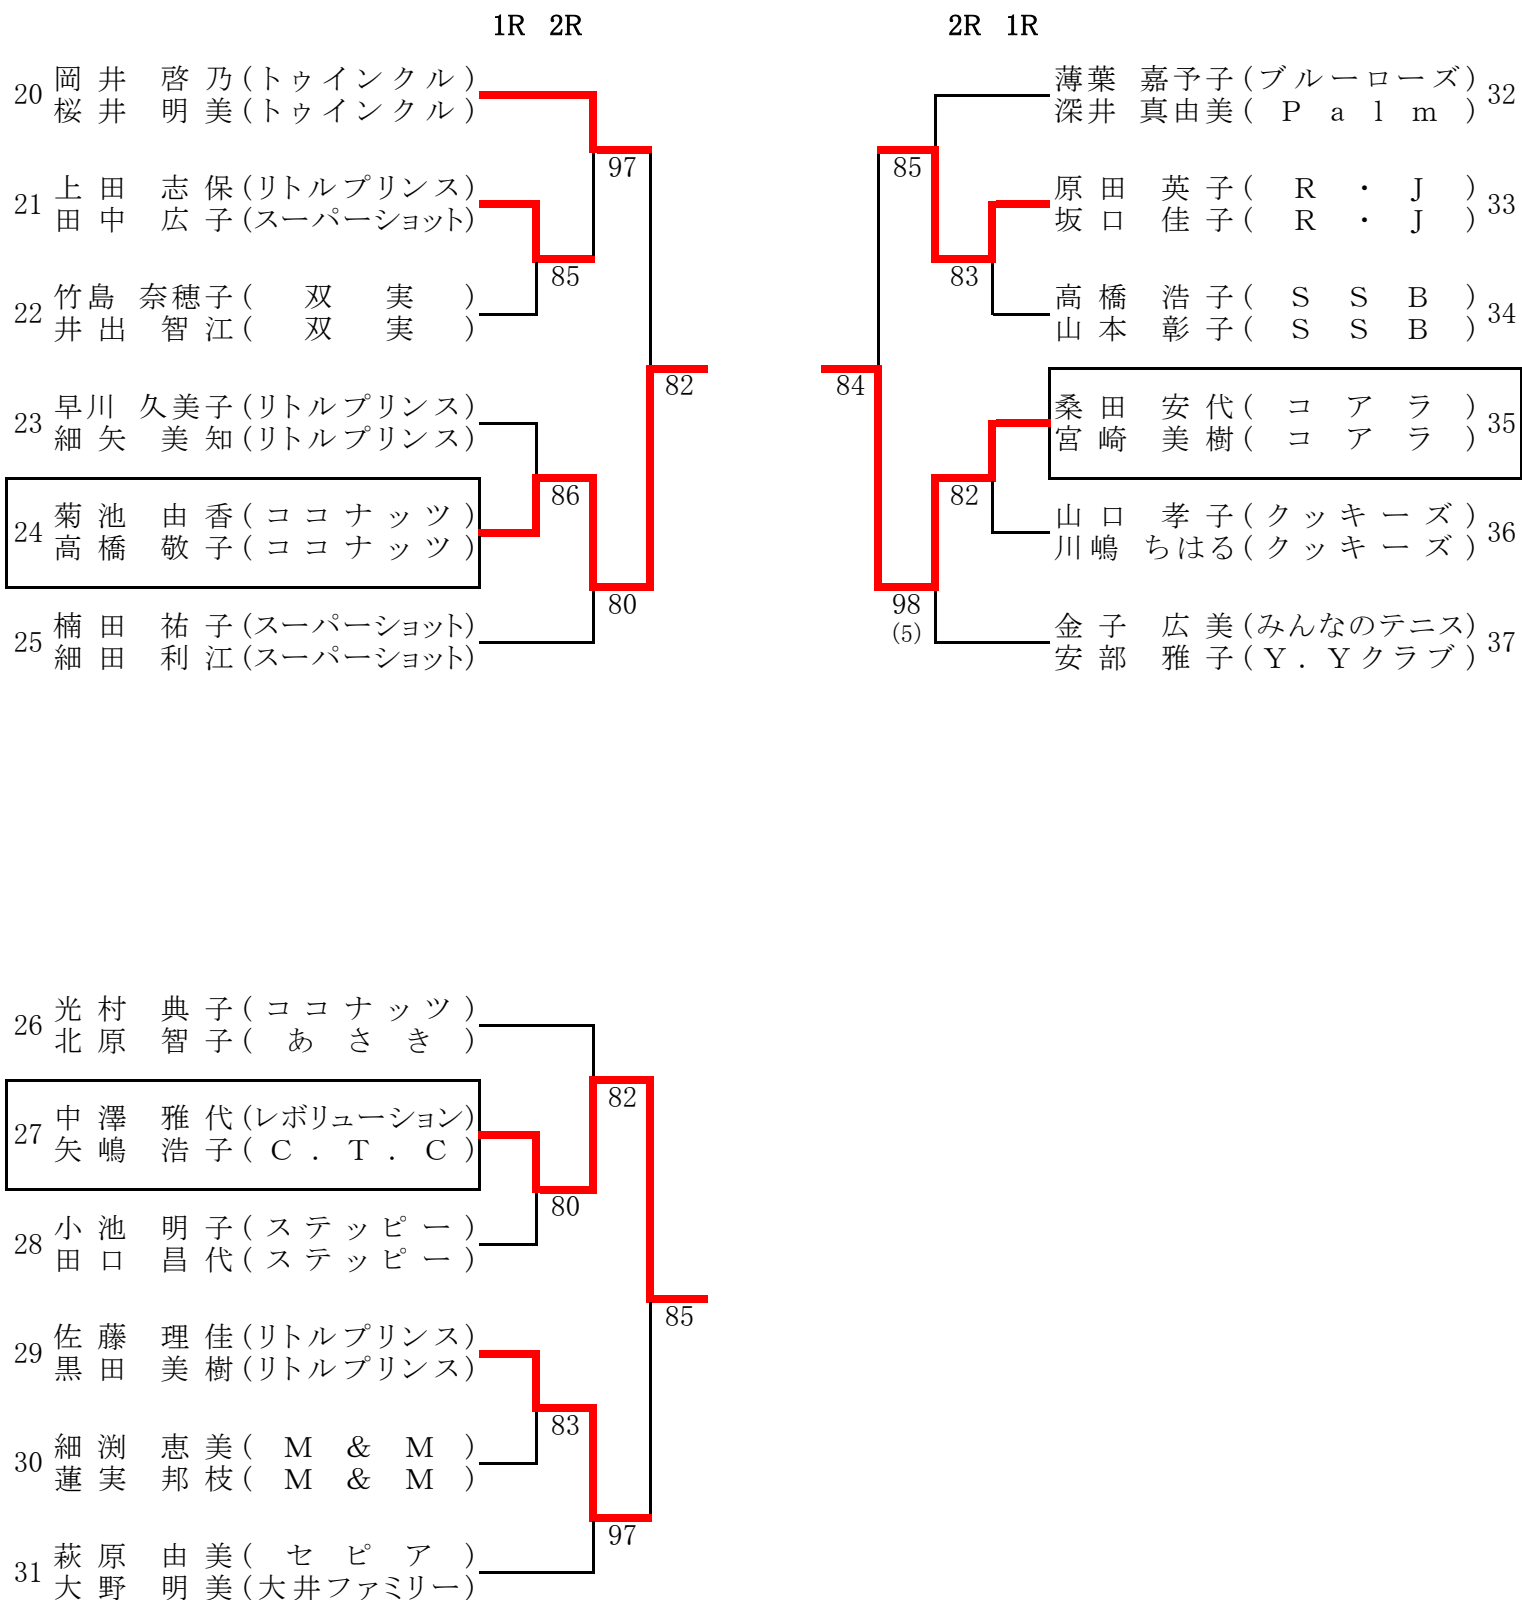 1R 2R
20 岡井 啓乃(トゥインクル)
桜井 明美(トゥインクル)
97
21 上田 志保(リトルプリンス)
田中 広子(スーパーショット)
85
22 竹島 奈穂子(双実)
井出 智江(双実)
82
23 早川 久美子(リトルプリンス)
細矢 美知(リトルプリンス)
86
24 菊池 由香(ココナッツ)
高橋 敬子(ココナッツ)
80
25 楠田 祐子(スーパーショット)
細田 利江(スーパーショット)
2R 1R
薄葉 嘉予子(ブルーローズ) 32
深井 真由美(Palm)
85
原田 英子(R・J) 33
坂口 佳子(R・J)
83
高橋 浩子(SSB) 34
山本 彰子(SSB)
84
桑田 安代(コアラ) 35
宮崎 美樹(コアラ)
82
山口 孝子(クッキーズ) 36
川嶋 ちはる(クッキーズ)
98
(5)
金子 広美(みんなのテニス) 37
安部 雅子(Y.Yクラブ)
26 光村 典子(ココナッツ)
北原 智子(あさき)
82
27 中澤 雅代(レボリューション)
矢嶋 浩子(C.T.C)
80
28 小池 明子(ステッピー)
田口 昌代(ステッピー)
85
29 佐藤 理佳(リトルプリンス)
黒田 美樹(リトルプリンス)
83
30 細渕 恵美(M&M)
蓮実 邦枝(M&M)
97
31 萩原 由美(セピア)
大野 明美(大井ファミリー)